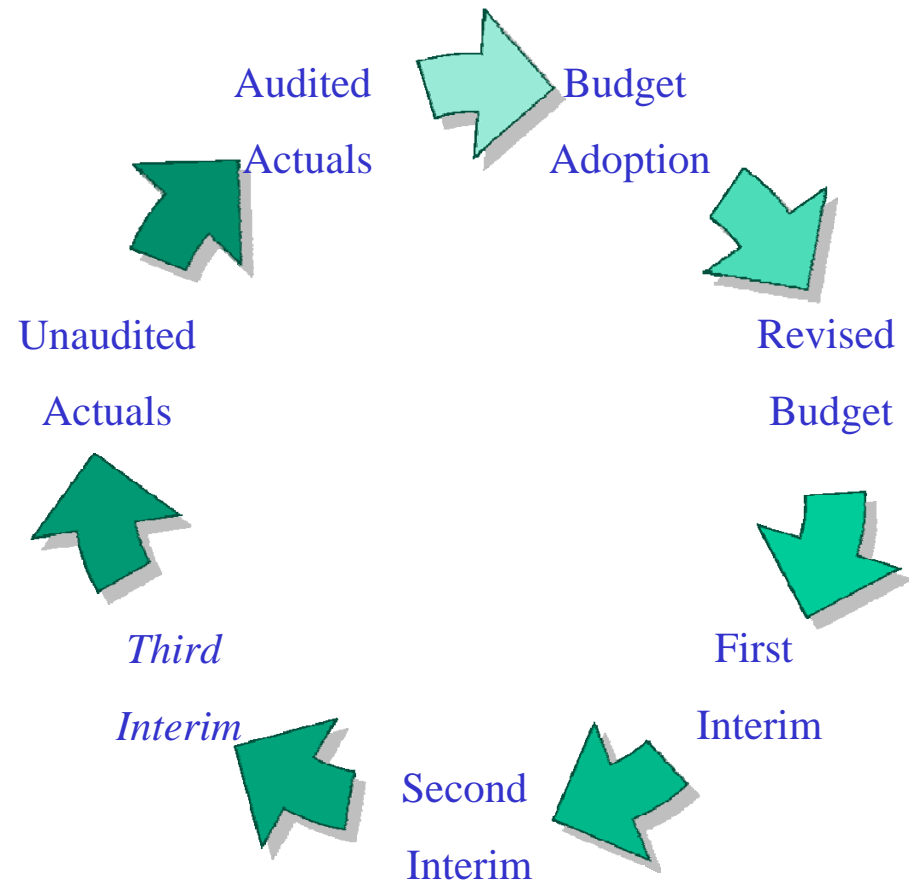 Audited
Actuals
Budget
Adoption
Revised
Budget
First
Interim
Second
Interim
Third
Interim
Unaudited
Actuals